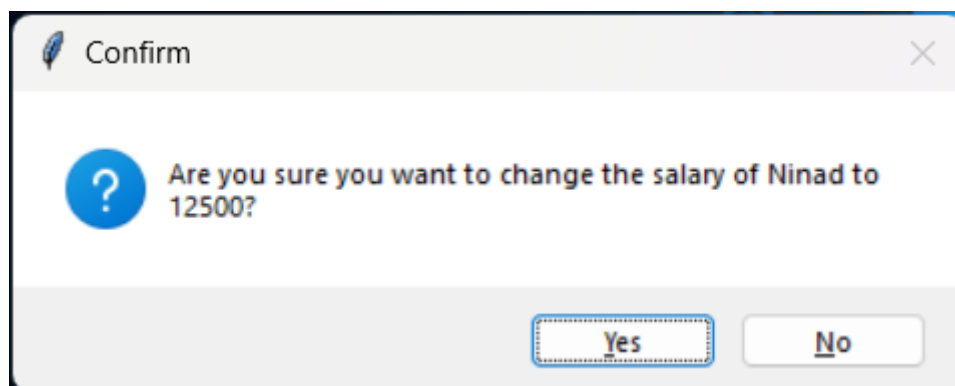 Confirm
Are you sure you want to change the salary of Ninad to
12500?
Yes
No